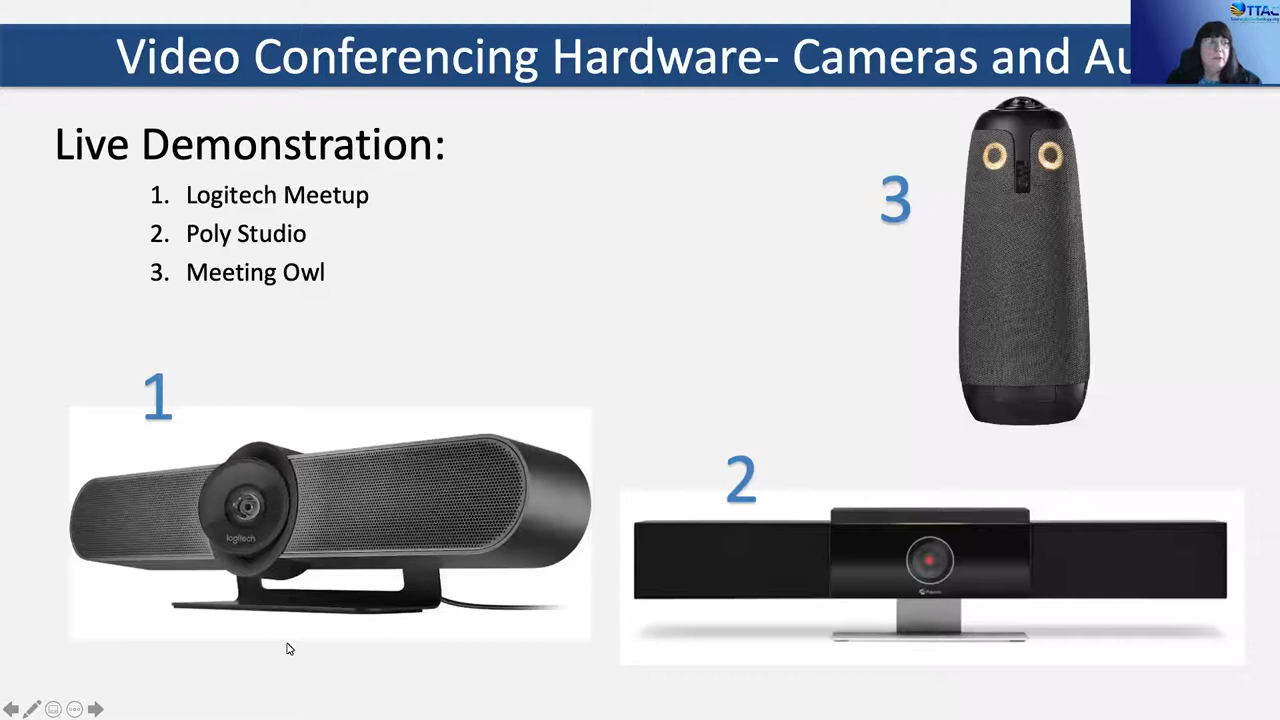 Video Conferencing Hardware- Cameras and Au
TTAC
Live Demonstration:
1. Logitech Meetup
2. Poly Studio
3. Meeting Owl
3
1
2
logitech